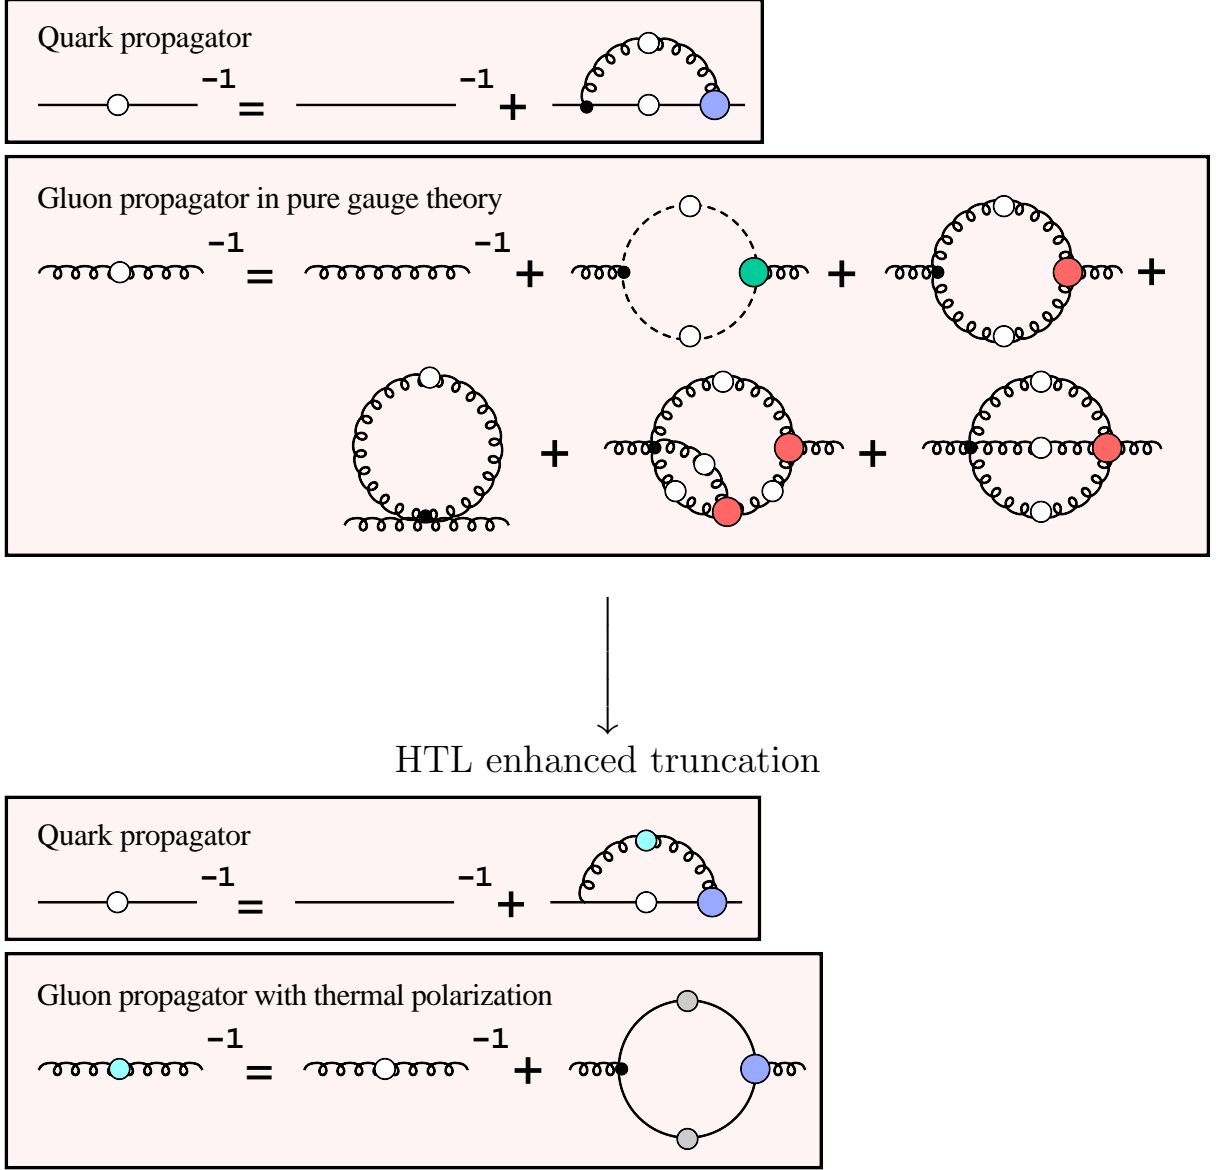 Quark propagator
-1 = -1 +
Gluon propagator in pure gauge theory
-1 = -1 + + +
+ +
HTL enhanced truncation
Quark propagator
-1 = -1 +
Gluon propagator with thermal polarization
-1 = -1 +